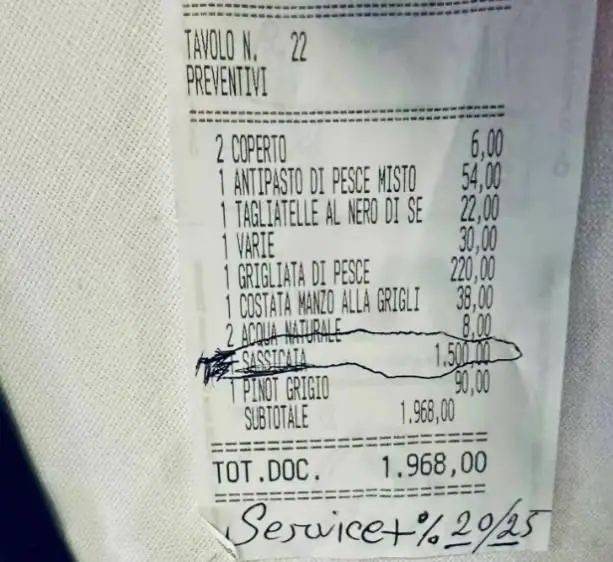 TAVOLO N. 22
PREVENTIVI
2 COPERTO 6,00
1 ANTIPASTO DI PESCE MISTO 54,00
1 TAGLIATELLE AL NERO DI SE 22,00
1 VARIE 30,00
1 GRIGLIATA DI PESCE 220,00
1 COSTATA MANZO ALLA GRIGLI 38,00
2 ACQUA NATURALE 8,00
SASSICAIA 1.500,00
1 PINOT GRIGIO 90,00
SUBTOTALE 1.968,00
TOT.DOC. 1.968,00
Service+% 20/25